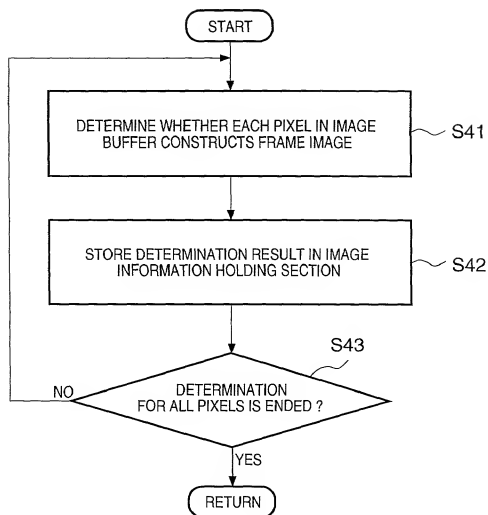 START
DETERMINE WHETHER EACH PIXEL IN IMAGE
BUFFER CONSTRUCTS FRAME IMAGE
S41
STORE DETERMINATION RESULT IN IMAGE
INFORMATION HOLDING SECTION
S42
S43
NO
DETERMINATION
FOR ALL PIXELS IS ENDED ?
YES
RETURN